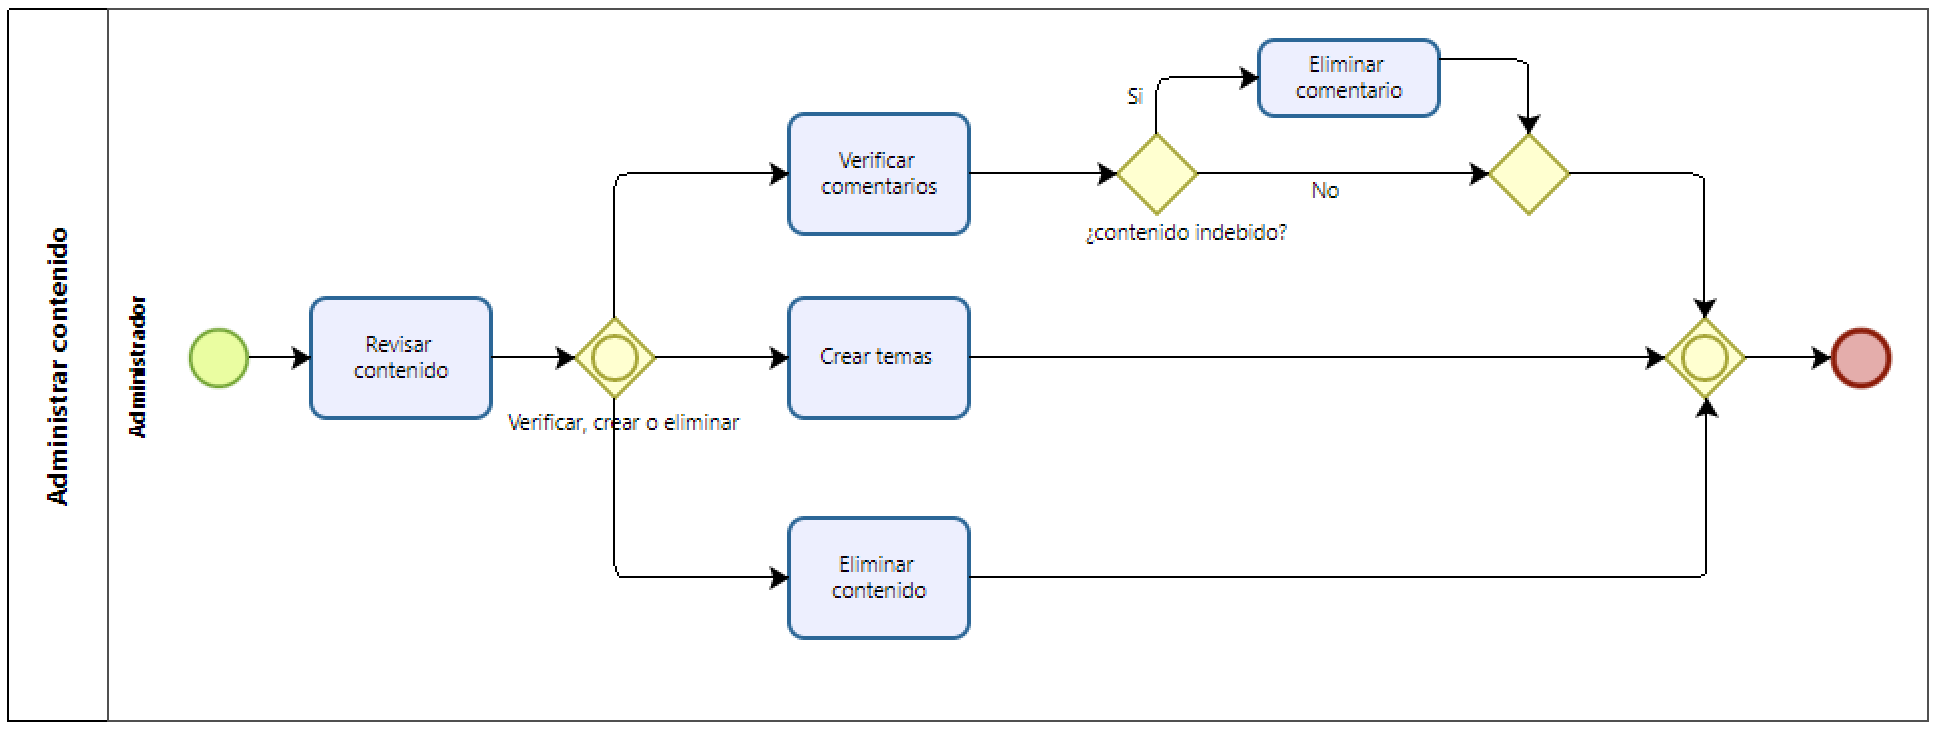 Administrar contenido
Administrador
Revisar
contenido
Verificar, crear o eliminar
Verificar
comentarios
Crear temas
Eliminar
contenido
¿contenido indebido?
Si
No
Eliminar
comentario